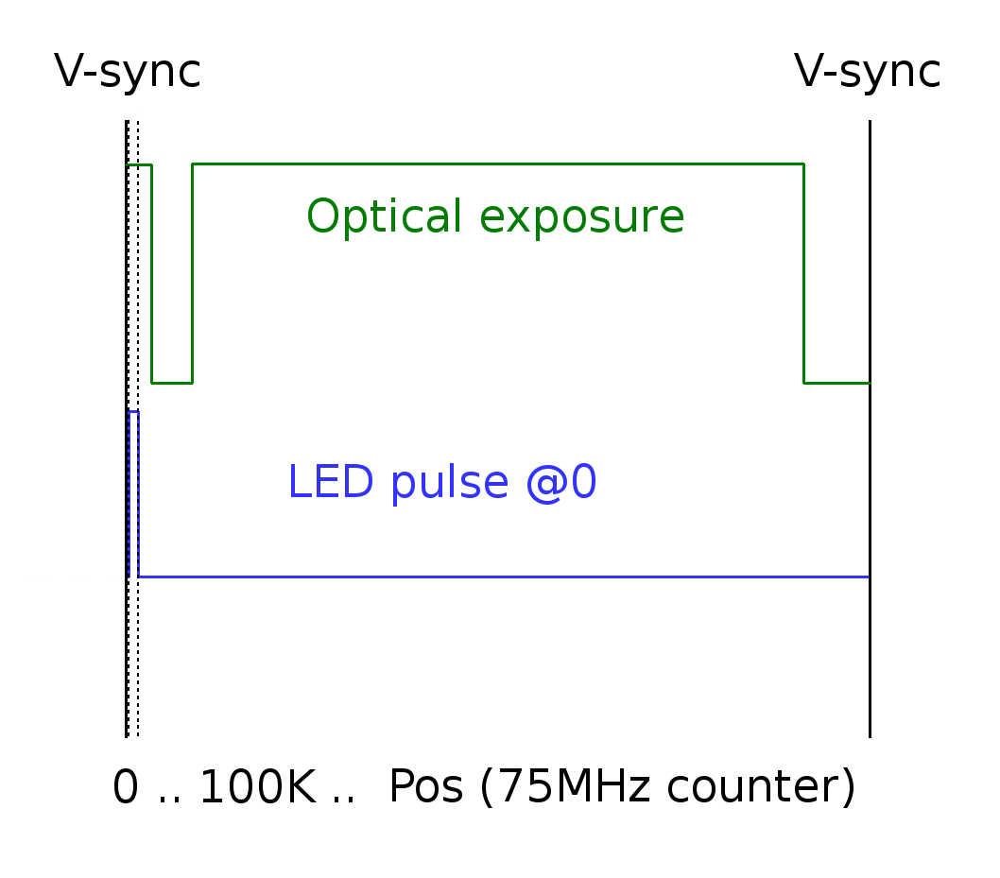 V-sync V-sync
Optical exposure
LED pulse @0
0 .. 100K ..  Pos (75MHz counter)